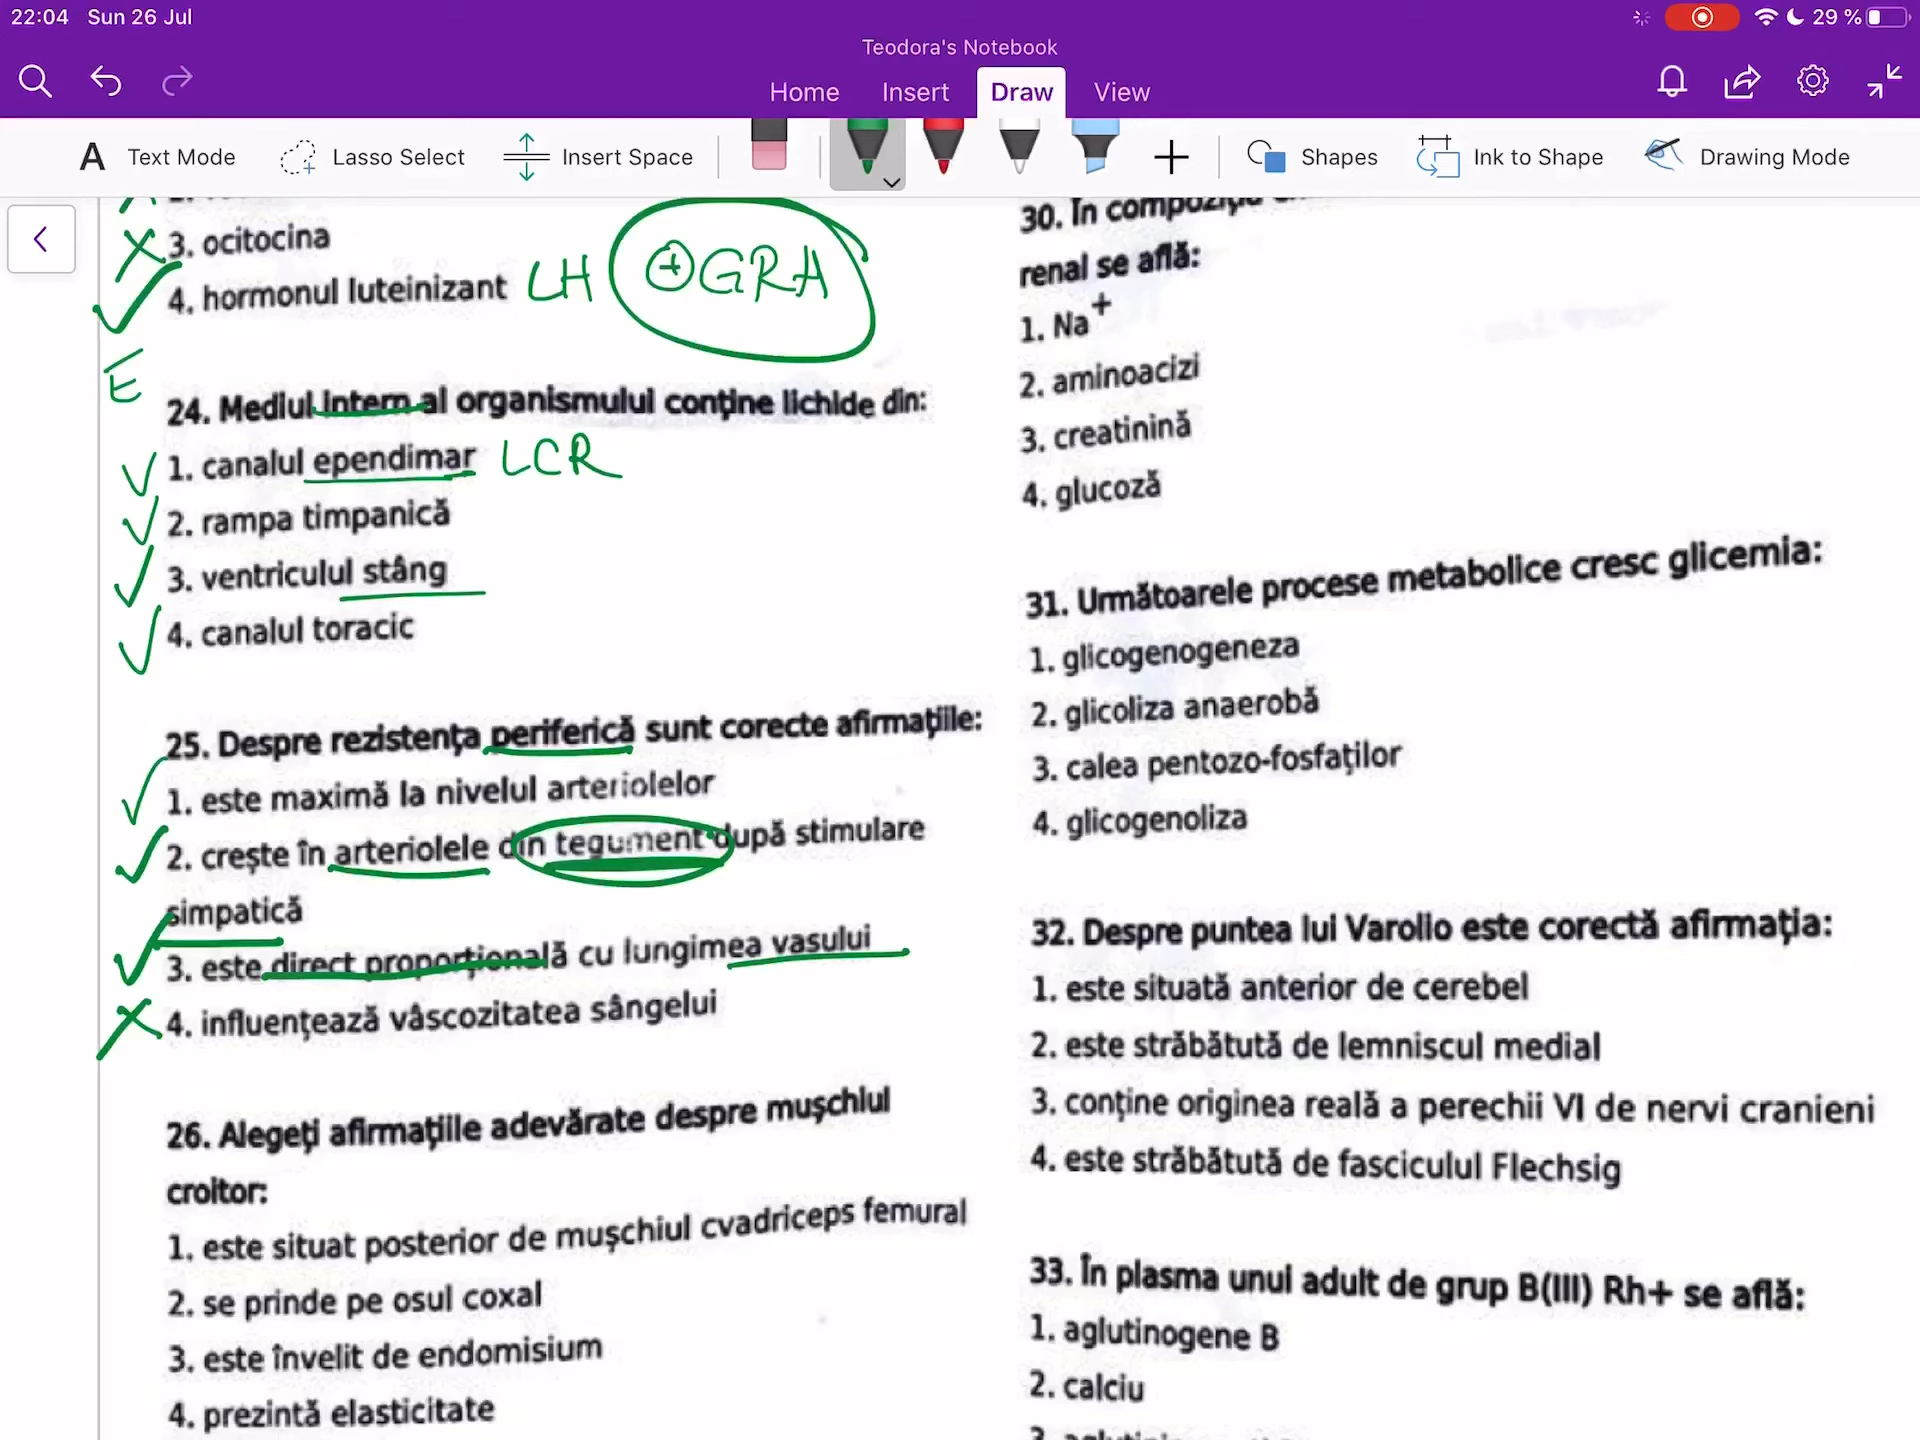 22:04 Sun 26 Jul
29 %
Teodora's Notebook
Home Insert Draw View
A Text Mode Lasso Select Insert Space Shapes Ink to Shape Drawing Mode
X 3. ocitocina
4. hormonul luteinizant LH + GRH
E
24. Mediul intern al organismului conține lichide din:
1. canalul ependimar LCR
2. rampa timpanică
3. ventriculul stâng
4. canalul toracic
25. Despre rezistența periferică sunt corecte afirmațiile:
1. este maximă la nivelul arteriolelor
2. crește în arteriolele din tegument după stimulare
simpatică
3. este direct proporțională cu lungimea vasului
X 4. influențează vâscozitatea sângelui
26. Alegeți afirmațiile adevărate despre mușchiul
croitor:
1. este situat posterior de mușchiul cvadriceps femural
2. se prinde pe osul coxal
3. este învelit de endomisium
4. prezintă elasticitate
30. În compoziția
renal se află:
1. Na+
2. aminoacizi
3. creatinină
4. glucoză
31. Următoarele procese metabolice cresc glicemia:
1. glicogenogeneza
2. glicoliza anaerobă
3. calea pentozo-fosfaților
4. glicogenoliza
32. Despre puntea lui Varolio este corectă afirmația:
1. este situată anterior de cerebel
2. este străbătută de lemniscul medial
3. conține originea reală a perechii VI de nervi cranieni
4. este străbătută de fasciculul Flechsig
33. În plasma unui adult de grup B(III) Rh+ se află:
1. aglutinogene B
2. calciu